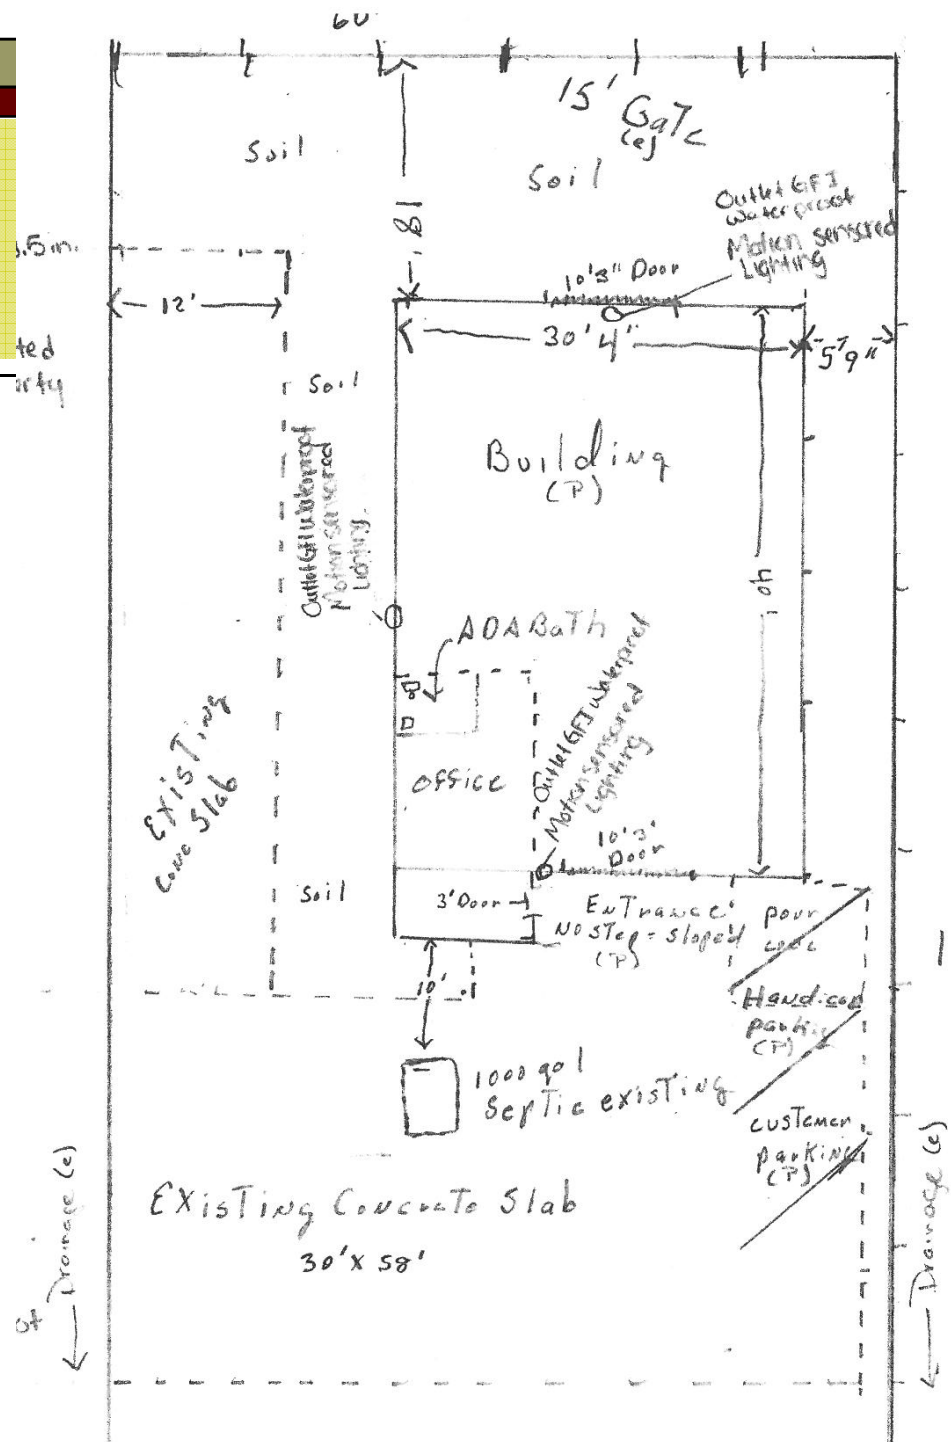 60'
15' GaTe
(e)
Soil
Soil
Outlet GFI
Waterproof
Motion sensored
Lighting
18'
.5 in.
10'3" Door
12'
30' 4"
5'9"
ted
erty
Soil
Building
(P)
Outlet GFI Waterproof
Motion sensored
Lighting.
40'
ADA BaTh
Outlet GFI Waterproof
Motion sensored
Lighting
EXisTing
Conc Slab
office
10'3'
Door
Soil
3' Door
EnTrance
No STep = Sloped
(P)
pour
conc
10'
Handicap
parking
(P)
1000 gal
SepTic existing
customer
parking
(P)
Drainage (e)
Drainage (e)
EXisTing Concrete Slab
30' X 58'